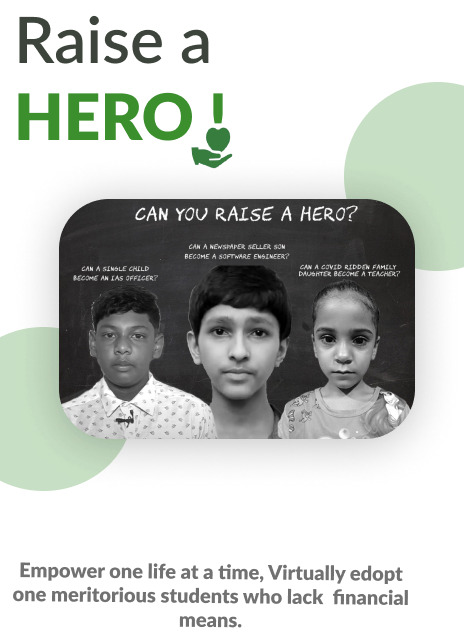 Raise a
HERO!
CAN YOU RAISE A HERO?
CAN A NEWSPAPER SELLER SON
BECOME A SOFTWARE ENGINEER?
CAN A SINGLE CHILD
BECOME AN IAS OFFICER?
CAN A COVID RIDDEN FAMILY
DAUGHTER BECOME A TEACHER?
Empower one life at a time, Virtually edopt
one meritorious students who lack financial
means.